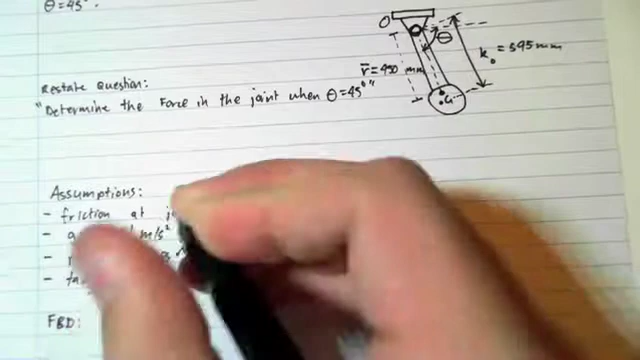 θ=45°
O
θ
k₀ = 595 mm
r̄ = 450 mm
G
Restate Question:
"Determine the Force in the joint when θ=45°"
Assumptions:
- friction at
-
-
-
FBD: